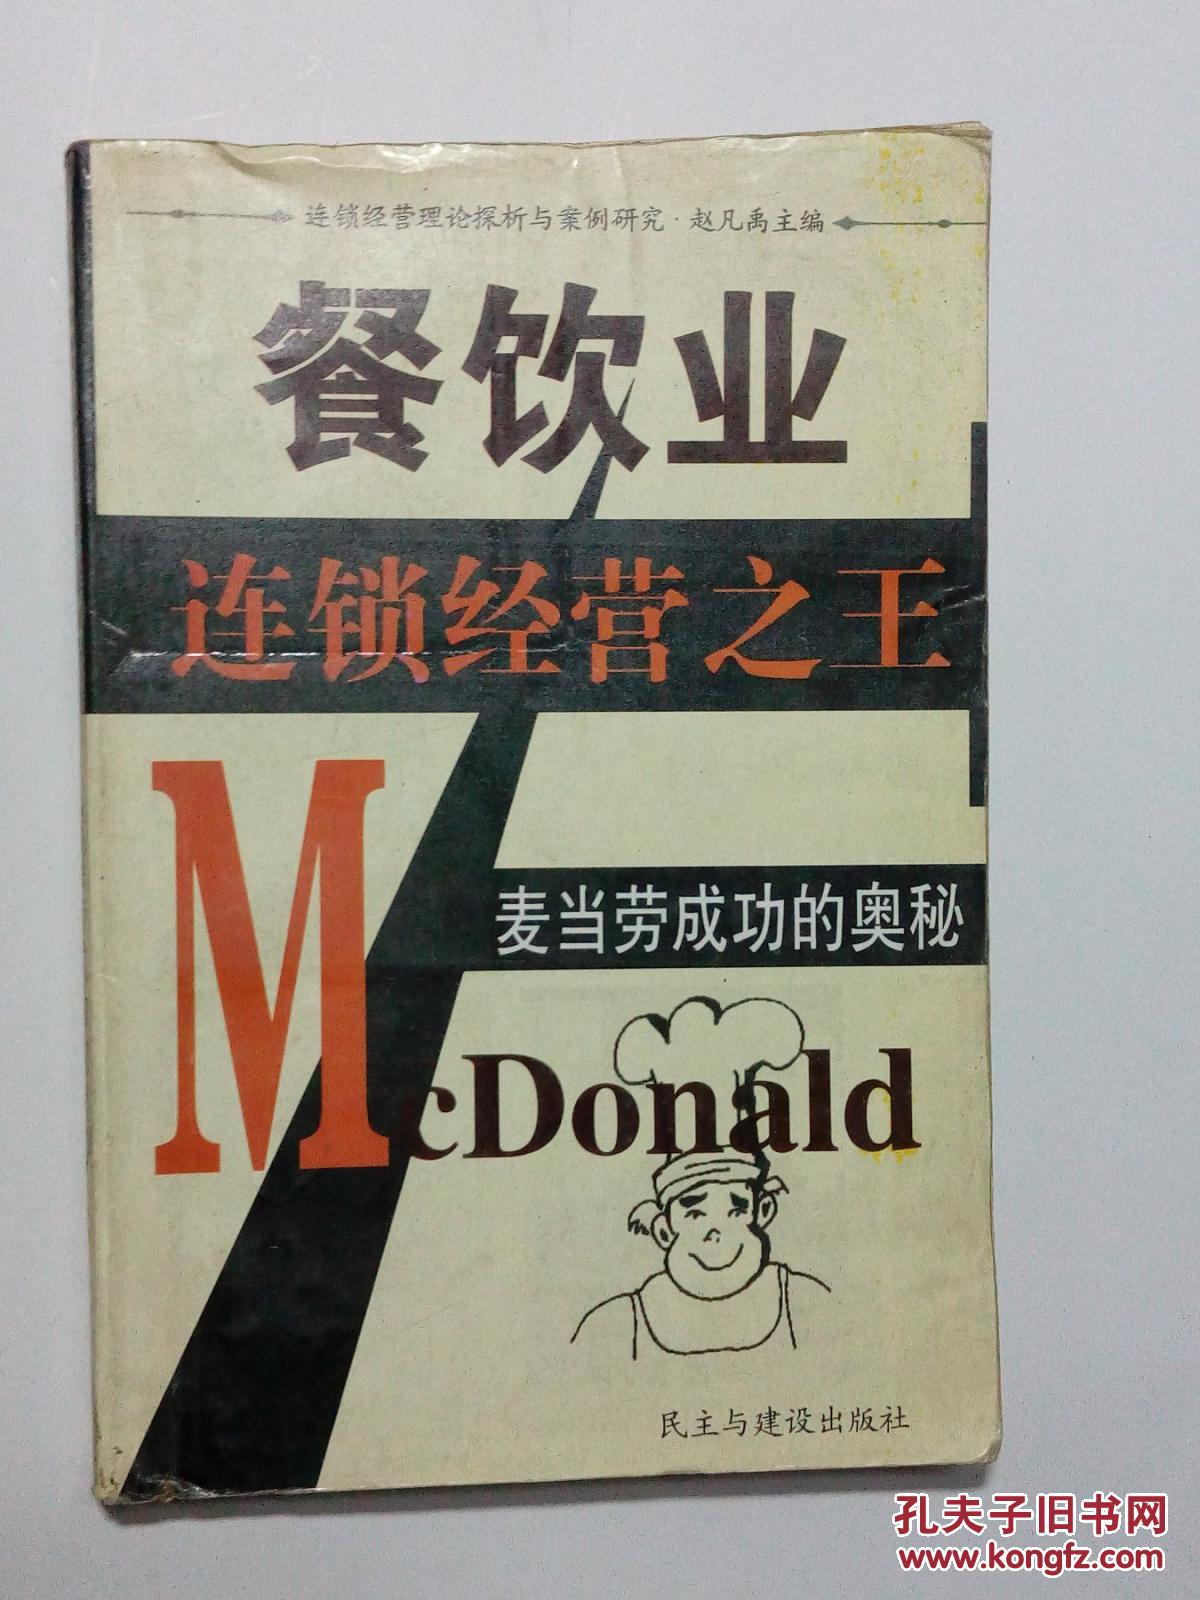 连锁经营理论探析与案例研究·赵凡禹主编
餐饮业
连锁经营之王
麦当劳成功的奥秘
McDonald
民主与建设出版社
孔夫子旧书网
www.kongfz.com